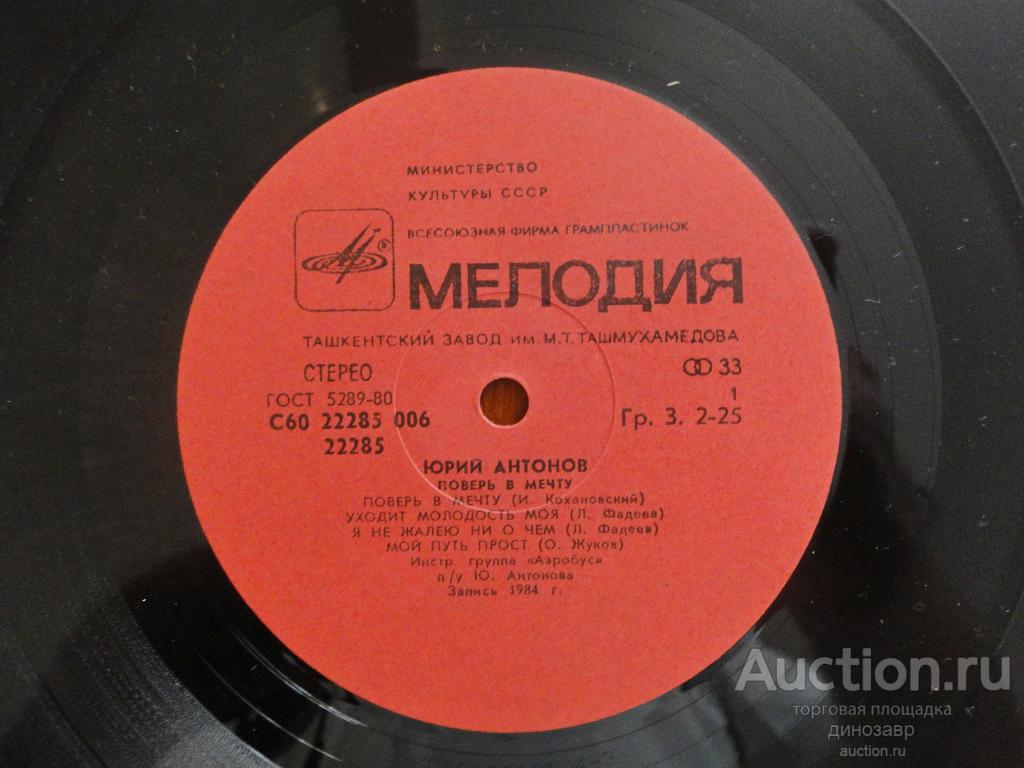 МИНИСТЕРСТВО
КУЛЬТУРЫ СССР
ВСЕСОЮЗНАЯ ФИРМА ГРАМПЛАСТИНОК
®
МЕЛОДИЯ
ТАШКЕНТСКИЙ ЗАВОД ИМ. М.Т. ТАШМУХАМЕДОВА
СТЕРЕО 33
ГОСТ 5289-80 1
С60 22285 006 Гр. 3. 2-25
22285
ЮРИЙ АНТОНОВ
ПОВЕРЬ В МЕЧТУ
ПОВЕРЬ В МЕЧТУ (И. Кохановский)
УХОДИТ МОЛОДОСТЬ МОЯ (Л. Фадеев)
Я НЕ ЖАЛЕЮ НИ О ЧЕМ (Л. Фадеев)
МОЙ ПУТЬ ПРОСТ (О. Жуков)
Инстр. группа «Аэробус»
п/у Ю. Антонова
Запись 1984 г.
Auction.ru
торговая площадка
динозавр
auction.ru